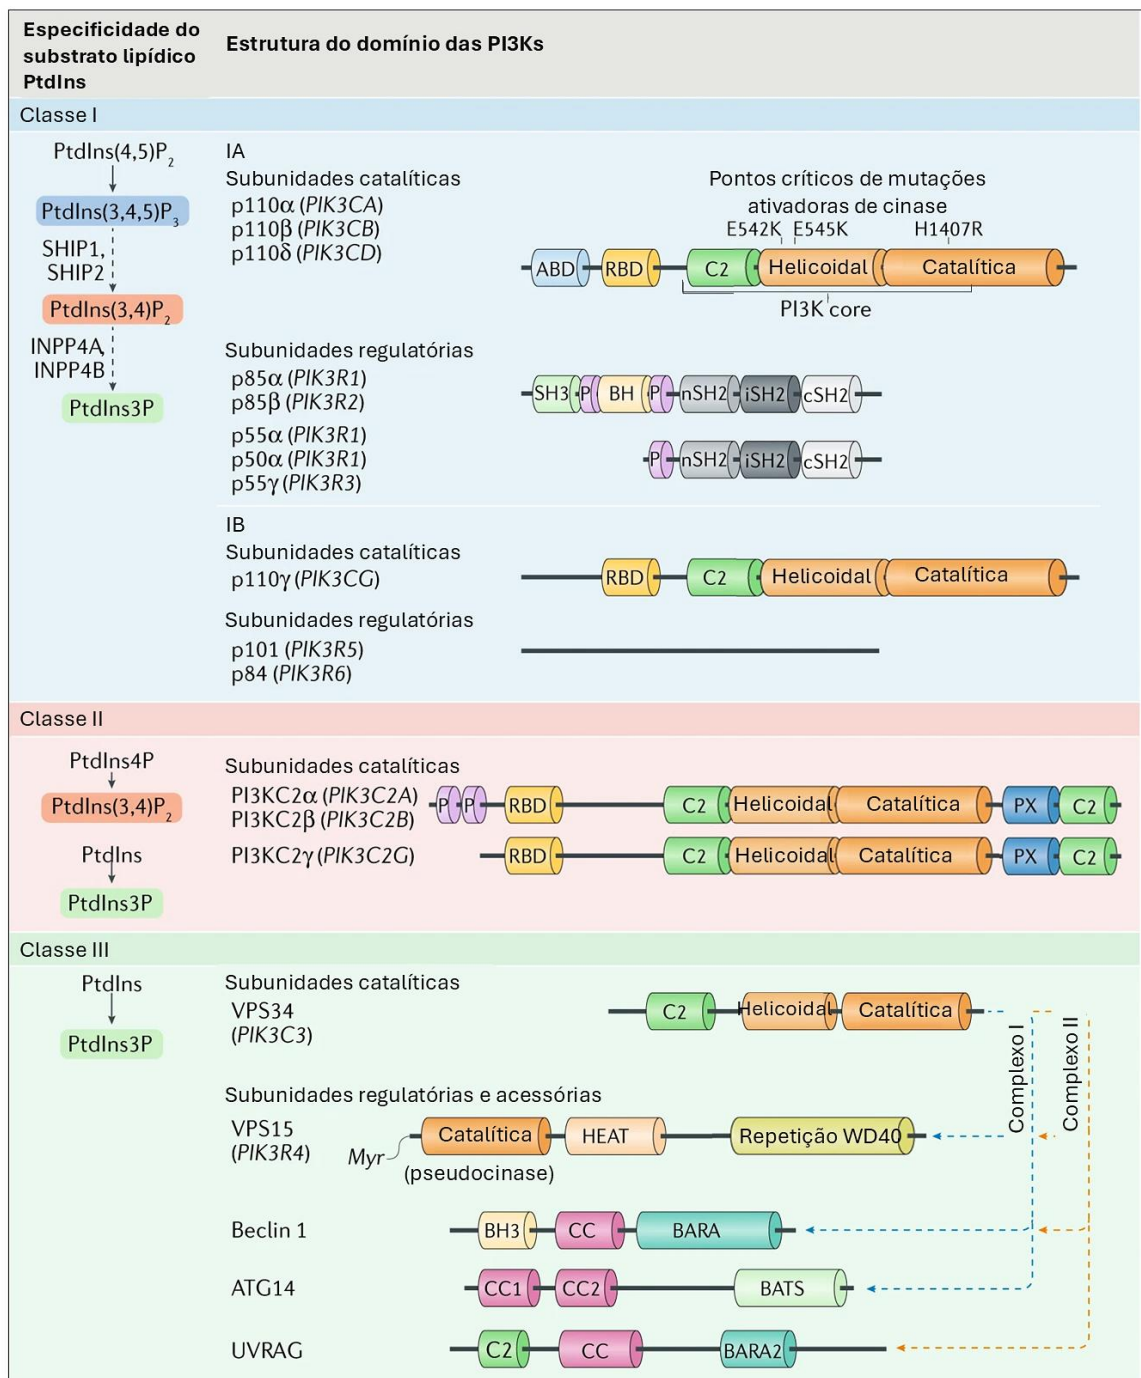 Especificidade do
substrato lipídico
PtdIns
Estrutura do domínio das PI3Ks
Classe I
PtdIns(4,5)P2
PtdIns(3,4,5)P3
SHIP1,
SHIP2
PtdIns(3,4)P2
INPP4A,
INPP4B
PtdIns3P
IA
Subunidades catalíticas
p110α (PIK3CA)
p110β (PIK3CB)
p110δ (PIK3CD)
Pontos críticos de mutações
ativadoras de cinase
E542K E545K H1407R
ABD RBD C2 Helicoidal Catalítica
PI3K core
Subunidades regulatórias
p85α (PIK3R1)
p85β (PIK3R2)
SH3 P BH P nSH2 iSH2 cSH2
p55α (PIK3R1)
p50α (PIK3R1)
p55γ (PIK3R3)
P nSH2 iSH2 cSH2
IB
Subunidades catalíticas
p110γ (PIK3CG)
RBD C2 Helicoidal Catalítica
Subunidades regulatórias
p101 (PIK3R5)
p84 (PIK3R6)
Classe II
PtdIns4P
PtdIns(3,4)P2
PtdIns
PtdIns3P
Subunidades catalíticas
PI3KC2α (PIK3C2A)
PI3KC2β (PIK3C2B)
P P RBD C2 Helicoidal Catalítica PX C2
PI3KC2γ (PIK3C2G)
RBD C2 Helicoidal Catalítica PX C2
Classe III
PtdIns
PtdIns3P
Subunidades catalíticas
VPS34
(PIK3C3)
C2 Helicoidal Catalítica
Complexo I
Complexo II
Subunidades regulatórias e acessórias
VPS15
(PIK3R4)
Myr
Catalítica HEAT Repetição WD40
(pseudocinase)
Beclin 1
BH3 CC BARA
ATG14
CC1 CC2 BATS
UVRAG
C2 CC BARA2